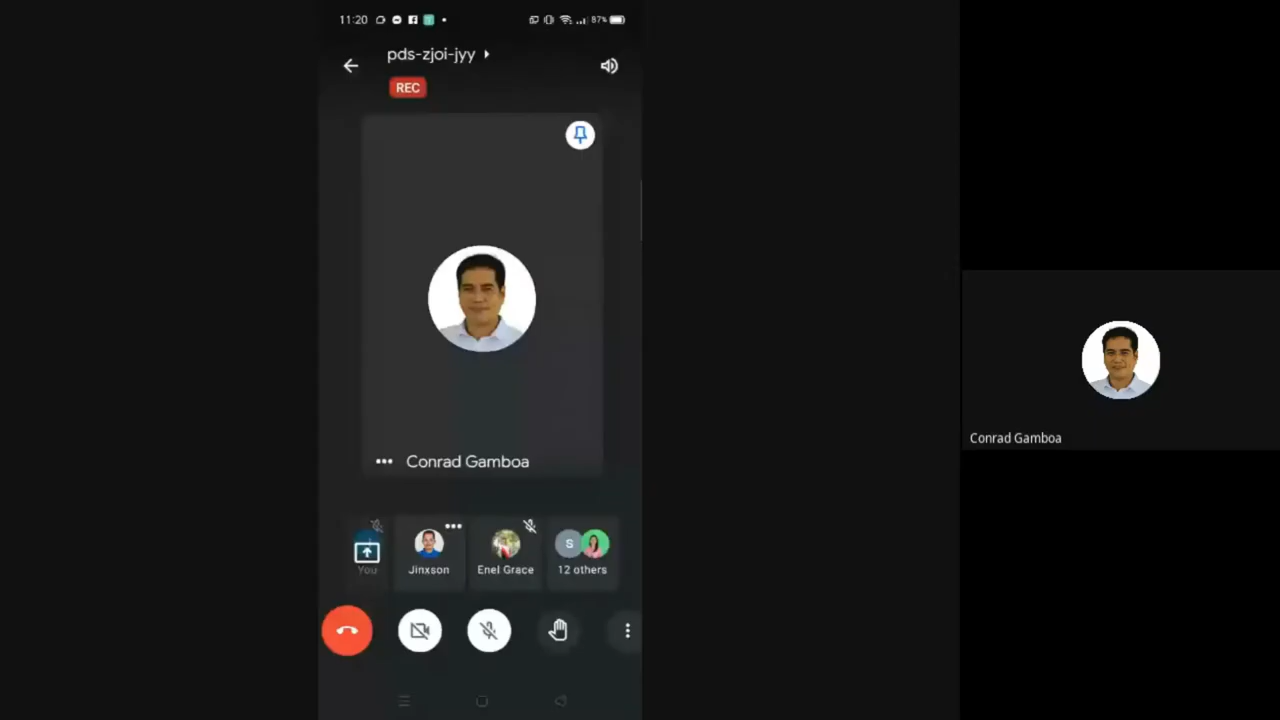 11:20
87%
pds-zjoi-jyy
REC
Conrad Gamboa
You
Jinxson
Enel Grace
S
12 others
Conrad Gamboa